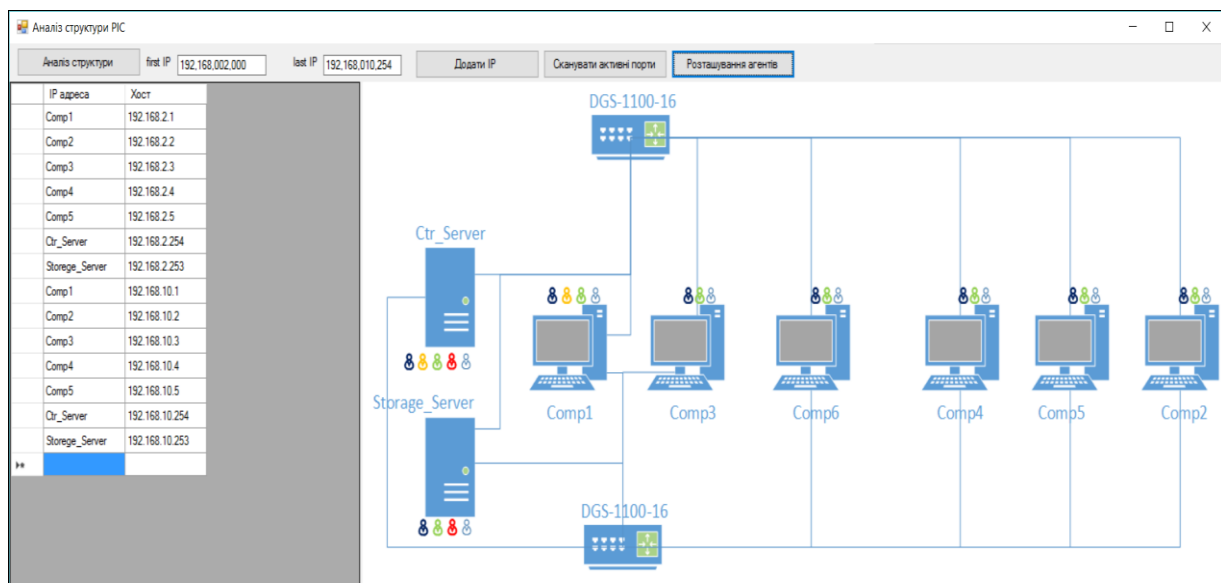 Аналіз структури РІС
Аналіз структури first IP 192,168,002,000 last IP 192,168,010,254 Додати IP Сканувати активні порти Розташування агентів
IP адреса Хост
Comp1 192.168.2.1
Comp2 192.168.2.2
Comp3 192.168.2.3
Comp4 192.168.2.4
Comp5 192.168.2.5
Ctr_Server 192.168.2.254
Storege_Server 192.168.2.253
Comp1 192.168.10.1
Comp2 192.168.10.2
Comp3 192.168.10.3
Comp4 192.168.10.4
Comp5 192.168.10.5
Ctr_Server 192.168.10.254
Storege_Server 192.168.10.253
DGS-1100-16
Ctr_Server
Storage_Server
Comp1 Comp3 Comp6 Comp4 Comp5 Comp2
DGS-1100-16